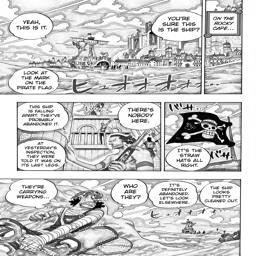 ON THE
ROCKY
CAPE...
YOU'RE
SURE THIS
IS THE SHIP?
YEAH,
THIS IS IT.
LOOK AT
THE MARK
ON THE
PIRATE FLAG.
IT'S THE
STRAW
HATS ALL
RIGHT.
THERE'S
NOBODY
HERE.
THIS SHIP
IS FALLING
APART. THEY'VE
PROBABLY
ABANDONED IT.
AT
YESTERDAY'S
INSPECTION,
THEY WERE
TOLD IT WAS
ON ITS LAST
LEGS.
THE SHIP
LOOKS
PRETTY
CLEANED OUT.
IT'S
DEFINITELY
ABANDONED.
LET'S LOOK
ELSEWHERE.
WHO
ARE
THEY?
THEY'RE
CARRYING
WEAPONS...